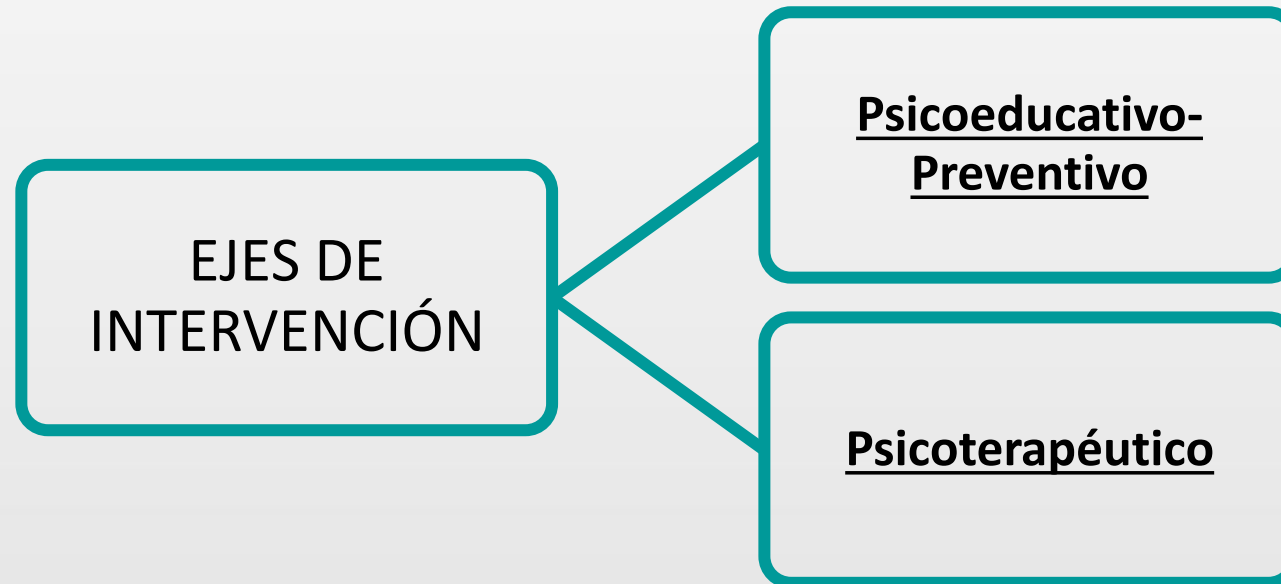 EJES DE
INTERVENCIÓN
Psicoeducativo-
Preventivo
Psicoterapéutico